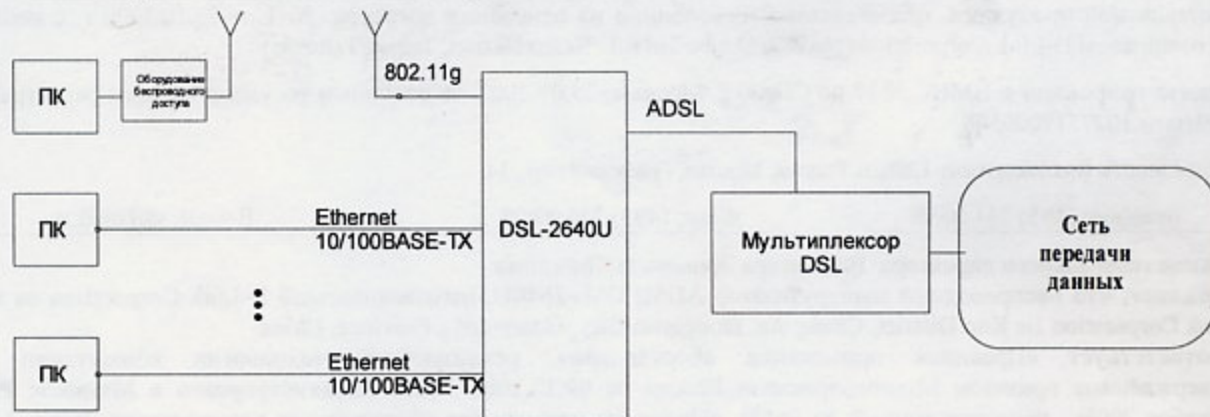 ПК
Оборудование
беспроводного
доступа
802.11g
ADSL
ПК
Ethernet
10/100BASE-TX
DSL-2640U
Мультиплексор
DSL
Сеть
передачи
данных
ПК
Ethernet
10/100BASE-TX